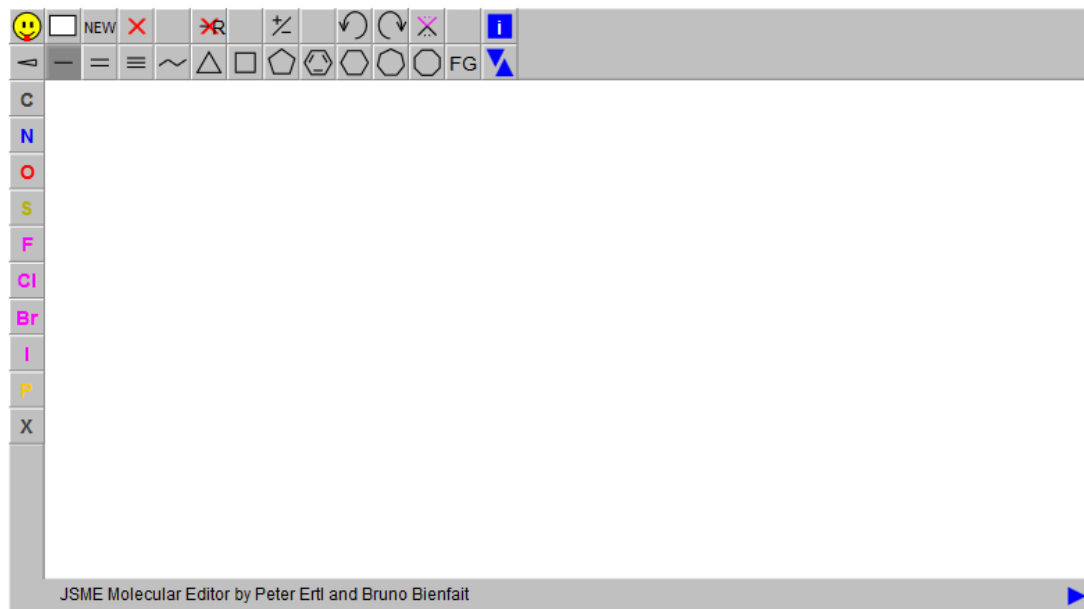 NEW R +/- i
FG
C
N
O
S
F
Cl
Br
I
P
X
JSME Molecular Editor by Peter Ertl and Bruno Bienfait